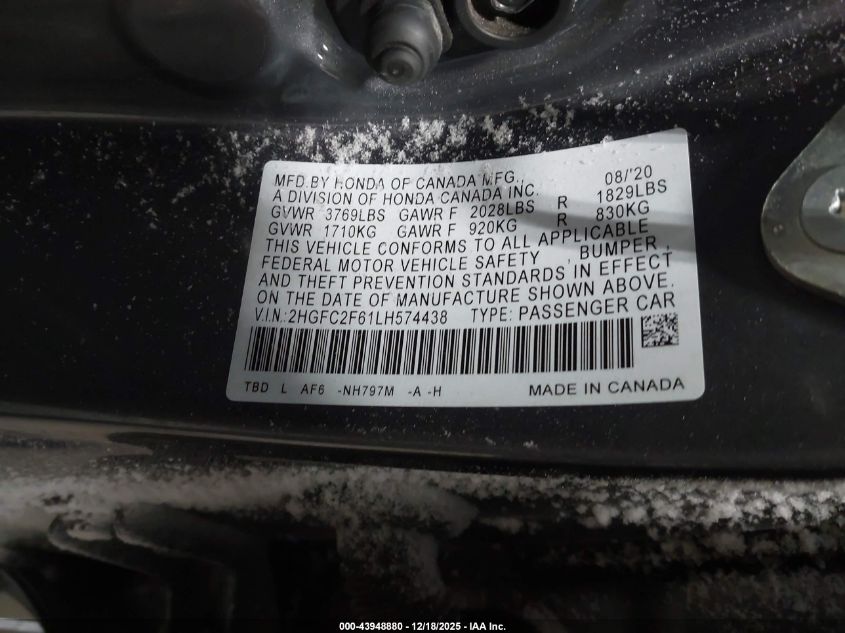 MFD.BY HONDA OF CANADA MFG., 08/'20
A DIVISION OF HONDA CANADA INC.
GVWR 3769LBS GAWR F 2028LBS R 1829LBS
GVWR 1710KG GAWR F 920KG R 830KG
THIS VEHICLE CONFORMS TO ALL APPLICABLE
FEDERAL MOTOR VEHICLE SAFETY , BUMPER ,
AND THEFT PREVENTION STANDARDS IN EFFECT
ON THE DATE OF MANUFACTURE SHOWN ABOVE.
V.I.N.:2HGFC2F61LH574438 TYPE: PASSENGER CAR
TBD L AF6 -NH797M -A -H MADE IN CANADA
000-43948880 - 12/18/2025 - IAA Inc.